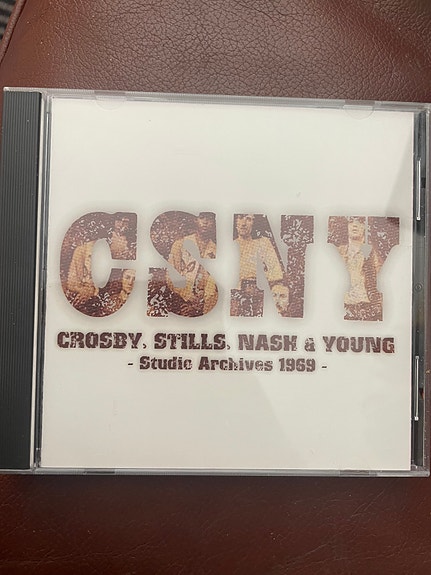 CSNY
CROSBY, STILLS, NASH & YOUNG
- Studio Archives 1969 -